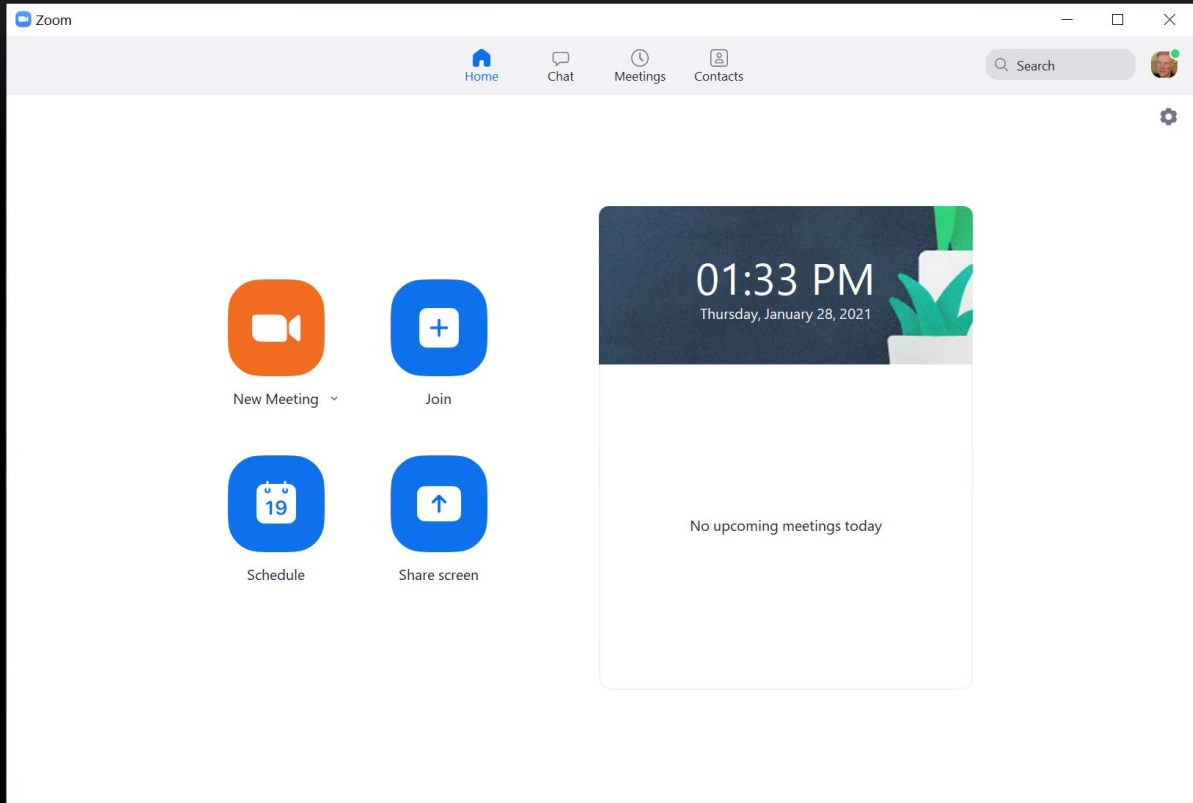 Zoom
Home
Chat
Meetings
Contacts
Search
01:33 PM
Thursday, January 28, 2021
New Meeting
Join
19
Schedule
Share screen
No upcoming meetings today